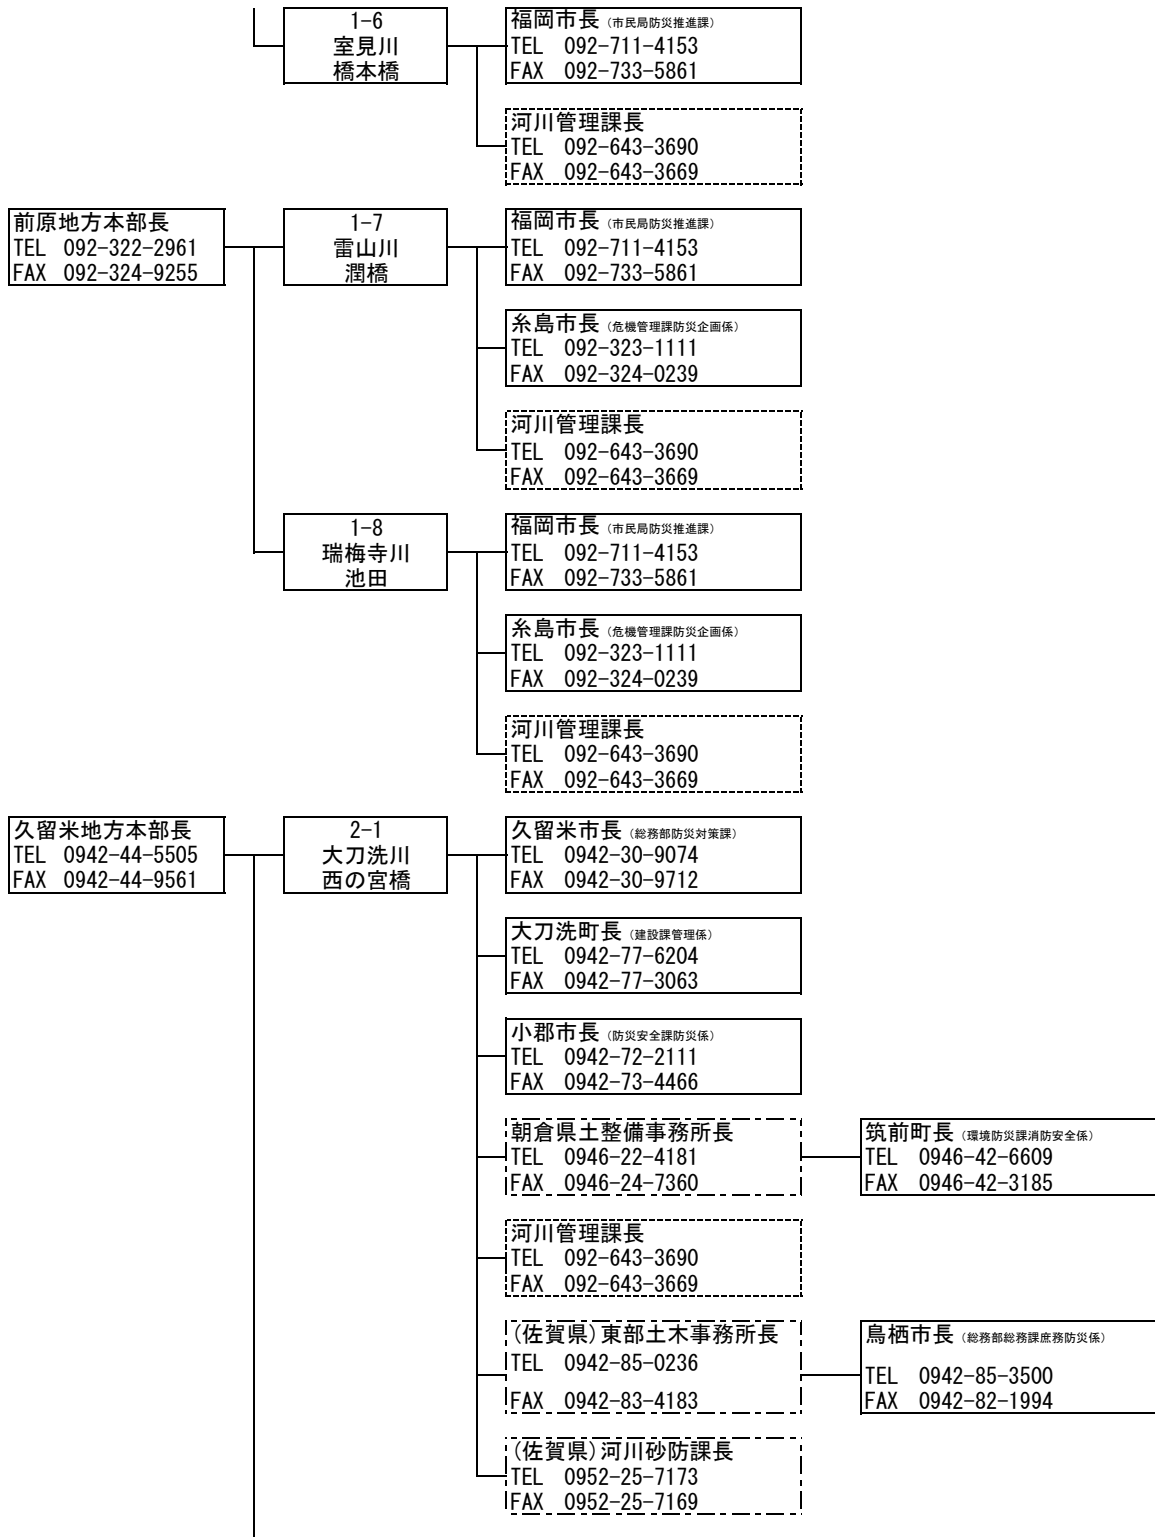 1-6
室見川
橋本橋
福岡市長（市民局防災推進課）
TEL 092-711-4153
FAX 092-733-5861
河川管理課長
TEL 092-643-3690
FAX 092-643-3669
前原地方本部長
TEL 092-322-2961
FAX 092-324-9255
1-7
雷山川
潤橋
福岡市長（市民局防災推進課）
TEL 092-711-4153
FAX 092-733-5861
糸島市長（危機管理課防災企画係）
TEL 092-323-1111
FAX 092-324-0239
河川管理課長
TEL 092-643-3690
FAX 092-643-3669
1-8
瑞梅寺川
池田
福岡市長（市民局防災推進課）
TEL 092-711-4153
FAX 092-733-5861
糸島市長（危機管理課防災企画係）
TEL 092-323-1111
FAX 092-324-0239
河川管理課長
TEL 092-643-3690
FAX 092-643-3669
久留米地方本部長
TEL 0942-44-5505
FAX 0942-44-9561
2-1
大刀洗川
西の宮橋
久留米市長（総務部防災対策課）
TEL 0942-30-9074
FAX 0942-30-9712
大刀洗町長（建設課管理係）
TEL 0942-77-6204
FAX 0942-77-3063
小郡市長（防災安全課防災係）
TEL 0942-72-2111
FAX 0942-73-4466
朝倉県土整備事務所長
TEL 0946-22-4181
FAX 0946-24-7360
筑前町長（環境防災課消防安全係）
TEL 0946-42-6609
FAX 0946-42-3185
河川管理課長
TEL 092-643-3690
FAX 092-643-3669
(佐賀県)東部土木事務所長
TEL 0942-85-0236
FAX 0942-83-4183
鳥栖市長（総務部総務課庶務防災係）
TEL 0942-85-3500
FAX 0942-82-1994
(佐賀県)河川砂防課長
TEL 0952-25-7173
FAX 0952-25-7169